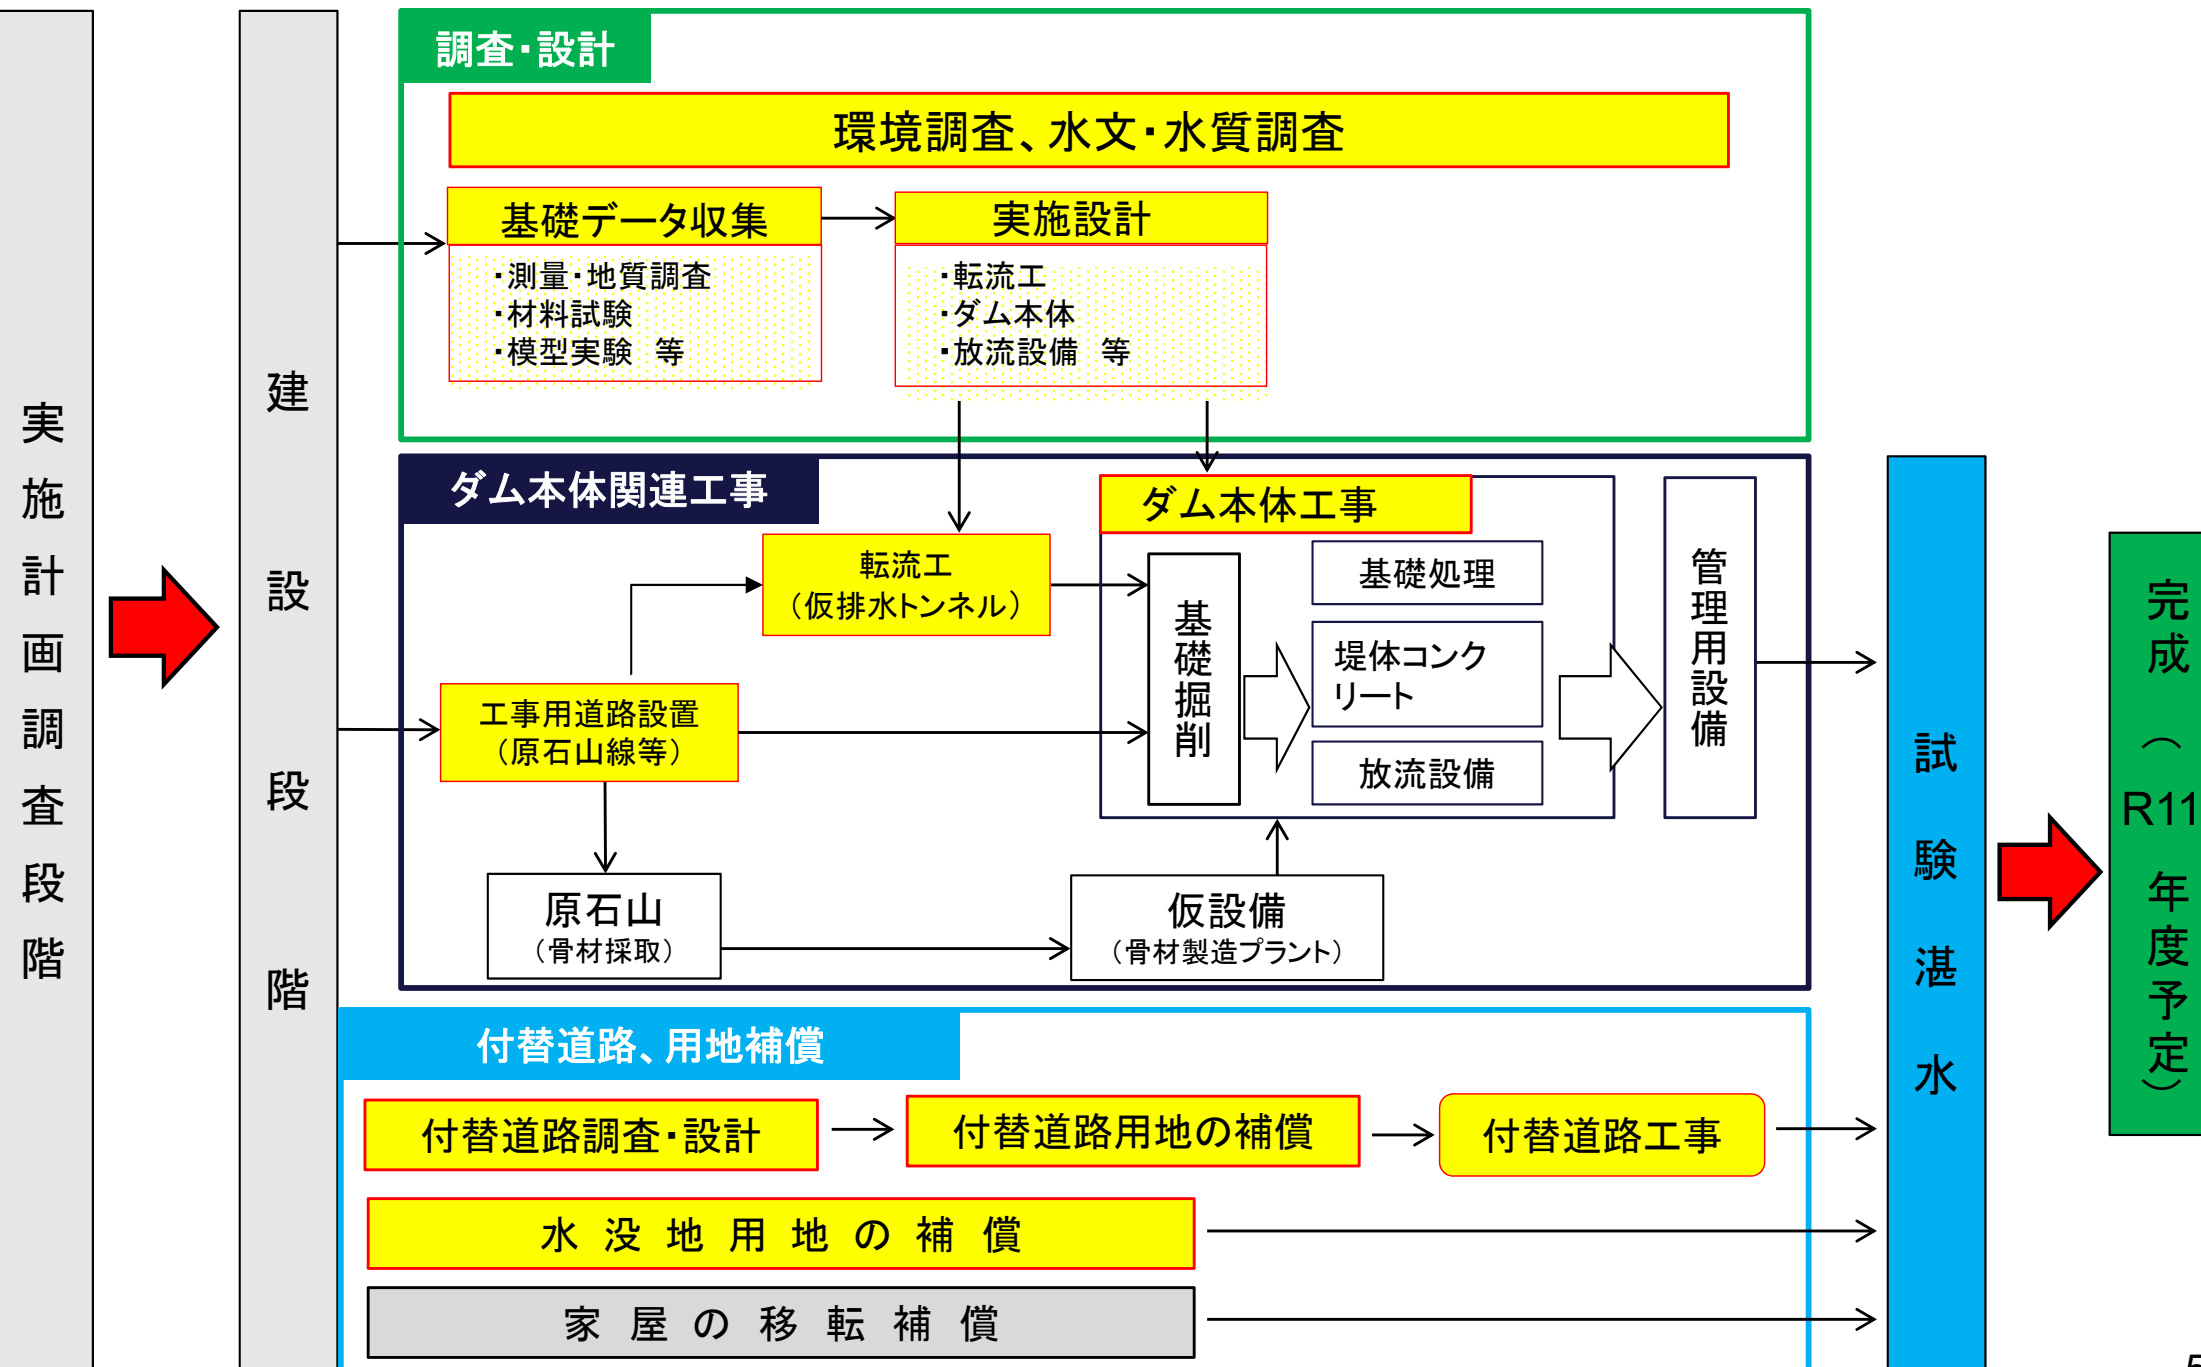 実施計画調査段階
建設段階
調査・設計
環境調査、水文・水質調査
基礎データ収集
・測量・地質調査
・材料試験
・模型実験 等
実施設計
・転流工
・ダム本体
・放流設備 等
ダム本体関連工事
ダム本体工事
転流工
（仮排水トンネル）
工事用道路設置
（原石山線等）
基礎掘削
基礎処理
堤体コンク
リート
放流設備
管理用設備
原石山
（骨材採取）
仮設備
（骨材製造プラント）
付替道路、用地補償
付替道路調査・設計
付替道路用地の補償
付替道路工事
水没地用地の補償
家屋の移転補償
試験湛水
完成（R11年度予定）